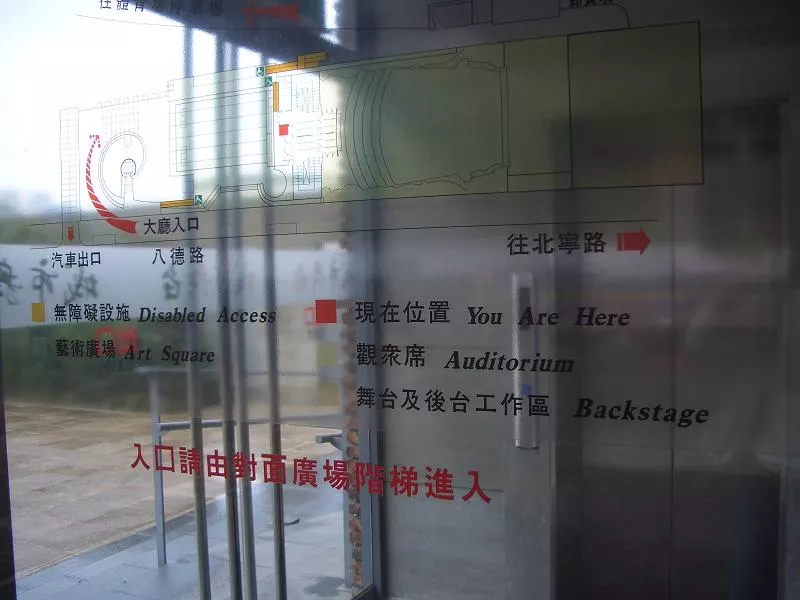 大廳入口
往北寧路
汽車出口
八德路
無障礙設施 Disabled Access
現在位置 You Are Here
藝術廣場 Art Square
觀眾席 Auditorium
舞台及後台工作區 Backstage
入口請由對面廣場階梯進入